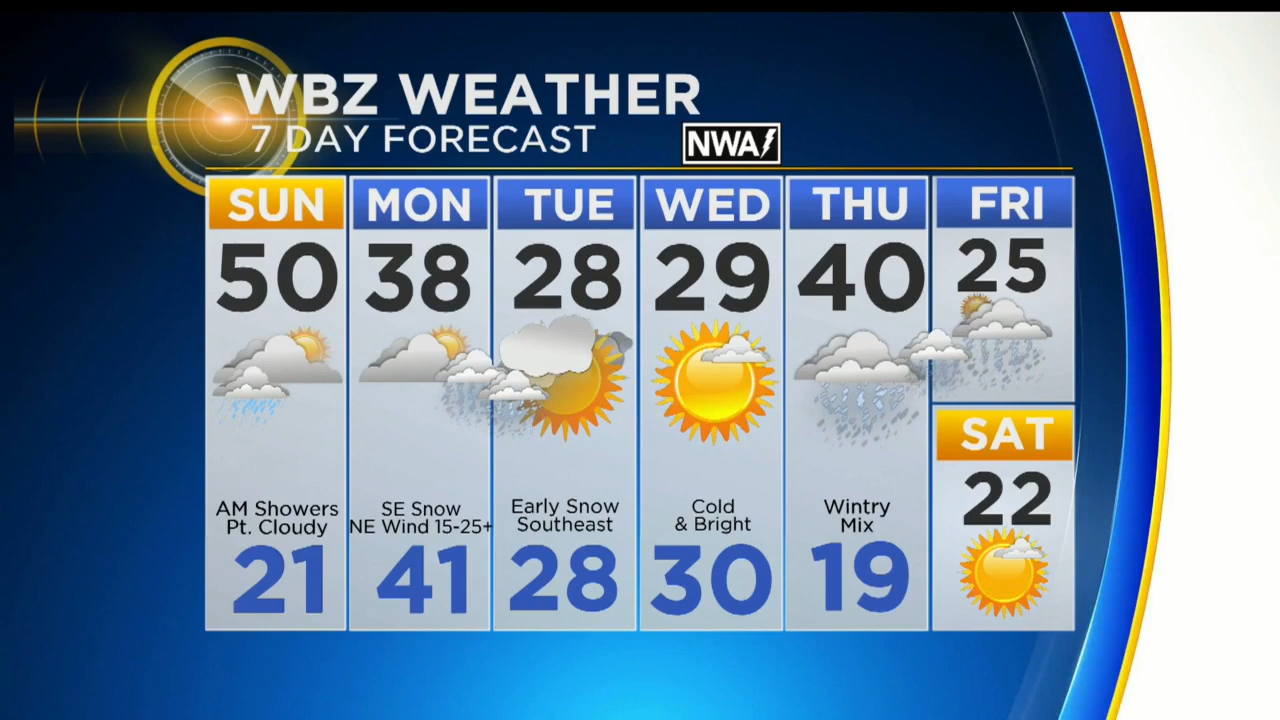 WBZ WEATHER
7 DAY FORECAST
NWA
SUN
50
AM Showers
Pt. Cloudy
21
MON
38
SE Snow
NE Wind 15-25+
41
TUE
28
Early Snow
Southeast
28
WED
29
Cold
& Bright
30
THU
40
Wintry
Mix
19
FRI
25
SAT
22